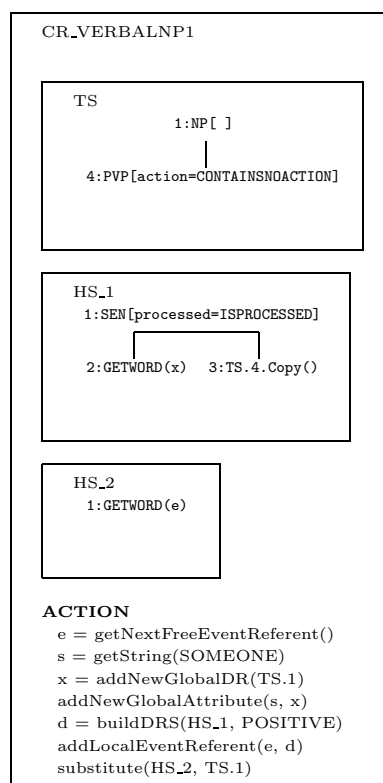 CR_VERBALNP1
TS
1:NP[ ]
4:PVP[action=CONTAINSNOACTION]
HS_1
1:SEN[processed=ISPROCESSED]
2:GETWORD(x) 3:TS.4.Copy()
HS_2
1:GETWORD(e)
ACTION
e = getNextFreeEventReferent()
s = getString(SOMEONE)
x = addNewGlobalDR(TS.1)
addNewGlobalAttribute(s, x)
d = buildDRS(HS_1, POSITIVE)
addLocalEventReferent(e, d)
substitute(HS_2, TS.1)